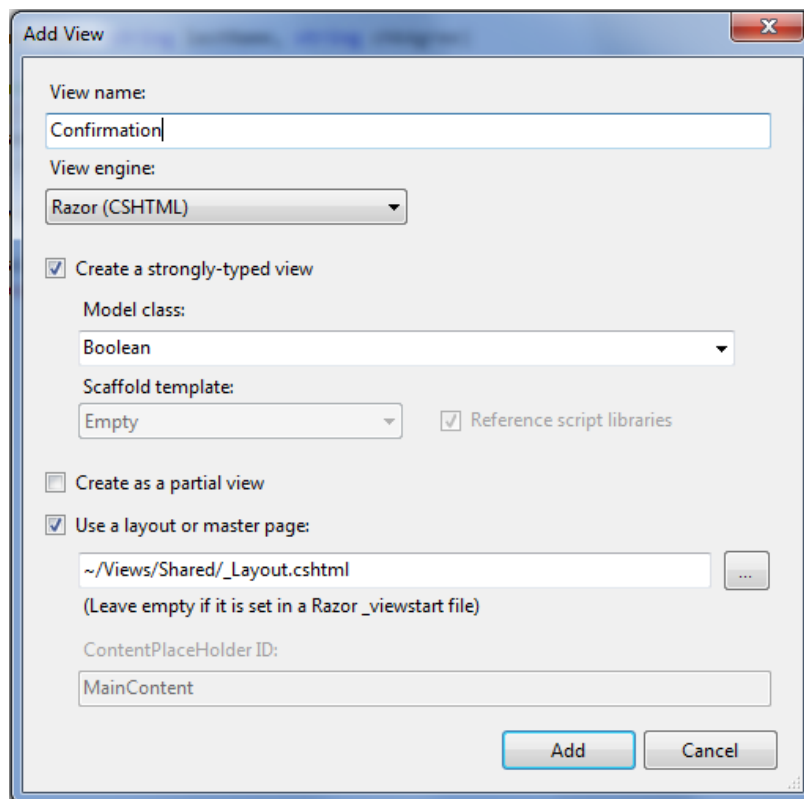 Add View
View name:
Confirmation
View engine:
Razor (CSHTML)
Create a strongly-typed view
Model class:
Boolean
Scaffold template:
Empty
Reference script libraries
Create as a partial view
Use a layout or master page:
~/Views/Shared/_Layout.cshtml
...
(Leave empty if it is set in a Razor _viewstart file)
ContentPlaceHolder ID:
MainContent
Add
Cancel